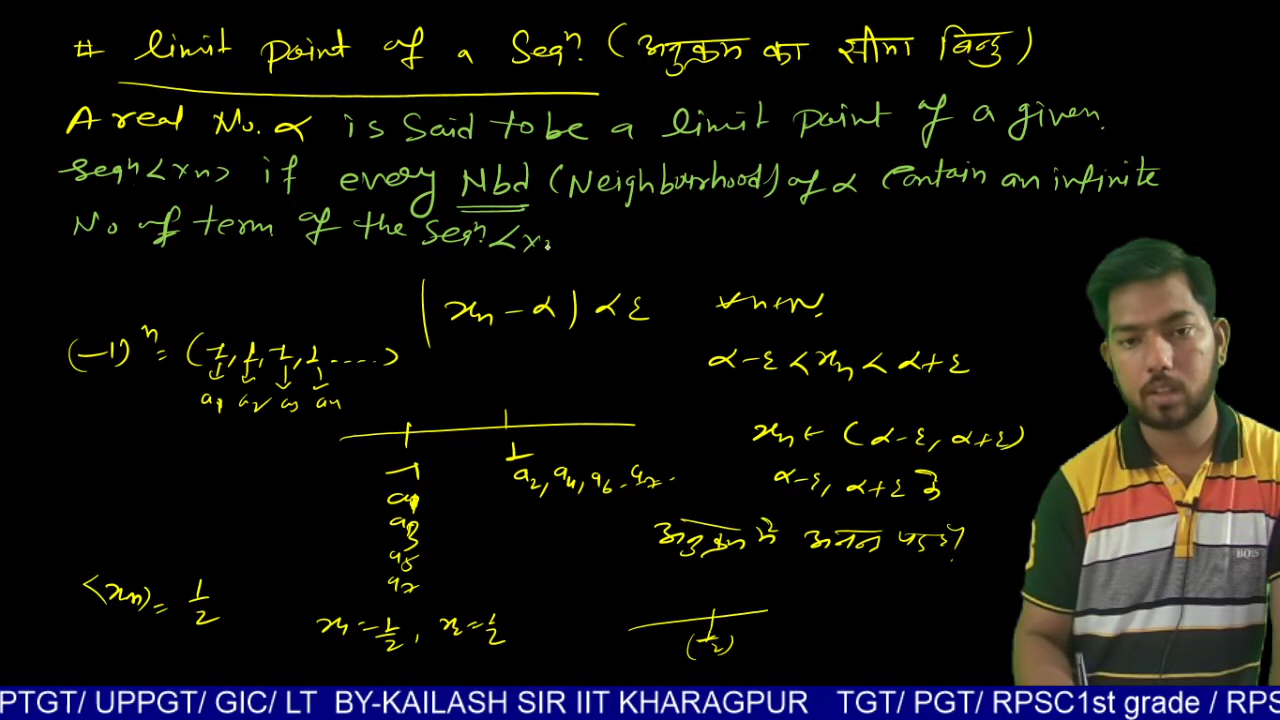 # limit point of a Seqⁿ (अनुक्रम का सीमा बिन्दु)
A real No. α is said to be a limit point of a given
seqⁿ <xn> if every Nbd (Neighbourhood) of α contain an infinite
No of term of the seqⁿ <x
|xn - α| < ε ∀n∈N.
(-1)ⁿ = (-1, 1, -1, 1 .....>
a1 a2 a3 a4
α-ε < xn < α+ε
-1 1
xn ∈ (α-ε, α+ε)
a2, a4, a6
α-ε, α+ε के
a1
a3
a5
a7
अनुक्रम में अनन्त पद
<xn> = 1/2
x1 = 1/2, x2 = 1/2
(1/2)
PTGT/ UPPGT/ GIC/ LT BY-KAILASH SIR IIT KHARAGPUR TGT/ PGT/ RPSC1st grade / RPS